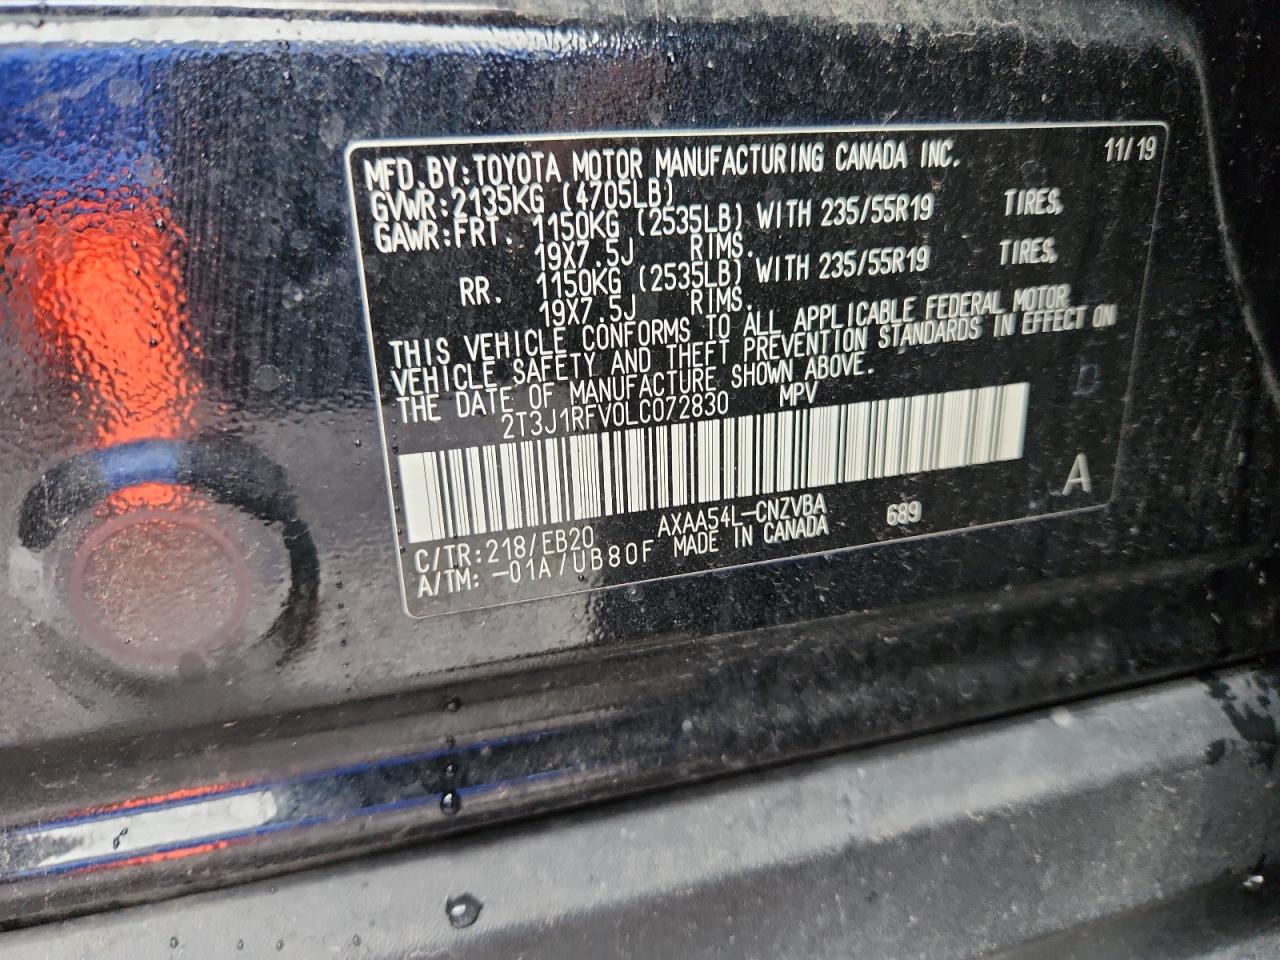 MFD. BY: TOYOTA MOTOR MANUFACTURING CANADA INC. 11/19
GVWR: 2135KG (4705LB)
GAWR: FRT. 1150KG (2535LB) WITH 235/55R19 TIRES,
19X7.5J RIMS.
RR. 1150KG (2535LB) WITH 235/55R19 TIRES,
19X7.5J RIMS.
THIS VEHICLE CONFORMS TO ALL APPLICABLE FEDERAL MOTOR
VEHICLE SAFETY AND THEFT PREVENTION STANDARDS IN EFFECT ON
THE DATE OF MANUFACTURE SHOWN ABOVE.
2T3J1RFV0LC072830 MPV
D
A
C/TR: 218/EB20 AXAA54L-CNZVBA 689
A/TM: -01A/UB80F MADE IN CANADA